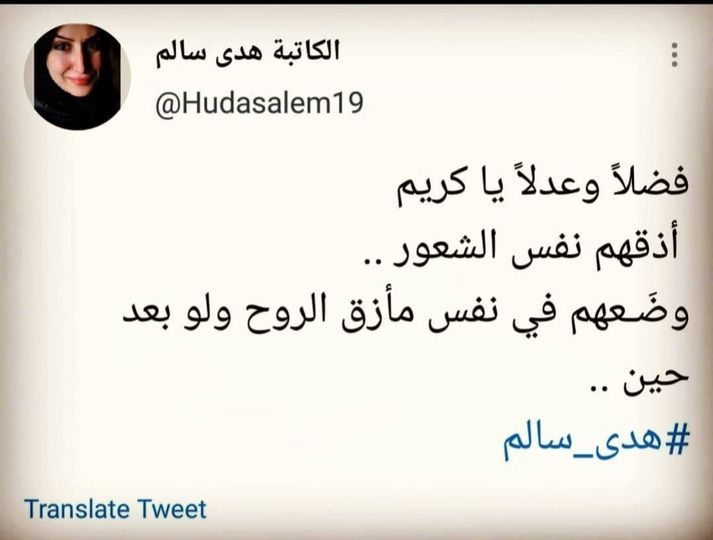 الكاتبة هدى سالم
@Hudasalem19
فضلاً وعدلاً يا كريم
أذقهم نفس الشعور ..
وضَعهم في نفس مأزق الروح ولو بعد
حين ..
#هدى_سالم
Translate Tweet